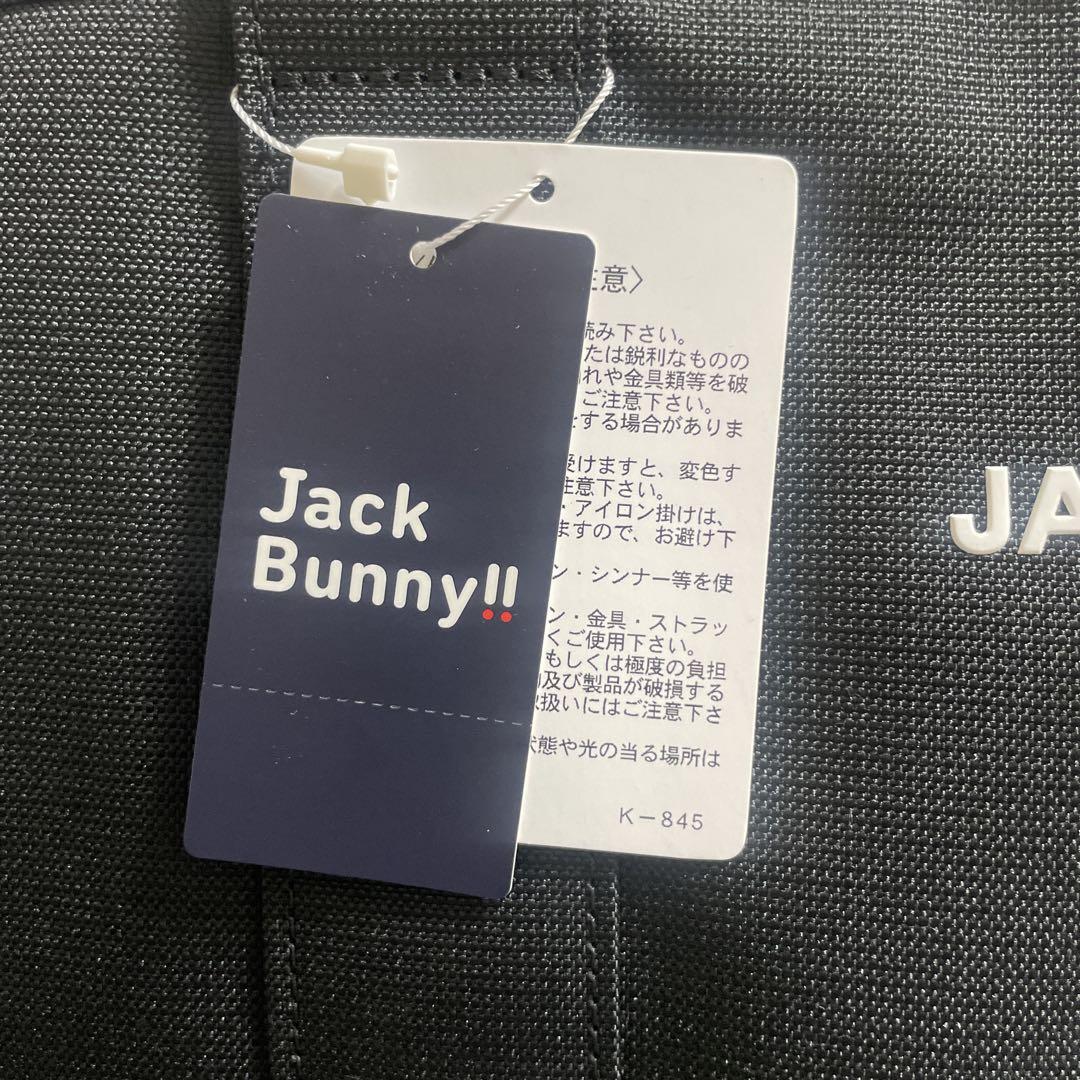 Jack
Bunny!!
意〉
読み下さい。
たは鋭利なものの
れや金具類等を破
ご注意下さい。
する場合がありま
受けますと、変色す
注意下さい。
・アイロン掛けは、
ますので、お避け下
ン・シンナー等を使
ン・金具・ストラッ
くご使用下さい。
もしくは極度の負担
及び製品が破損する
取扱いにはご注意下さ
状態や光の当る場所は
K-845
JA